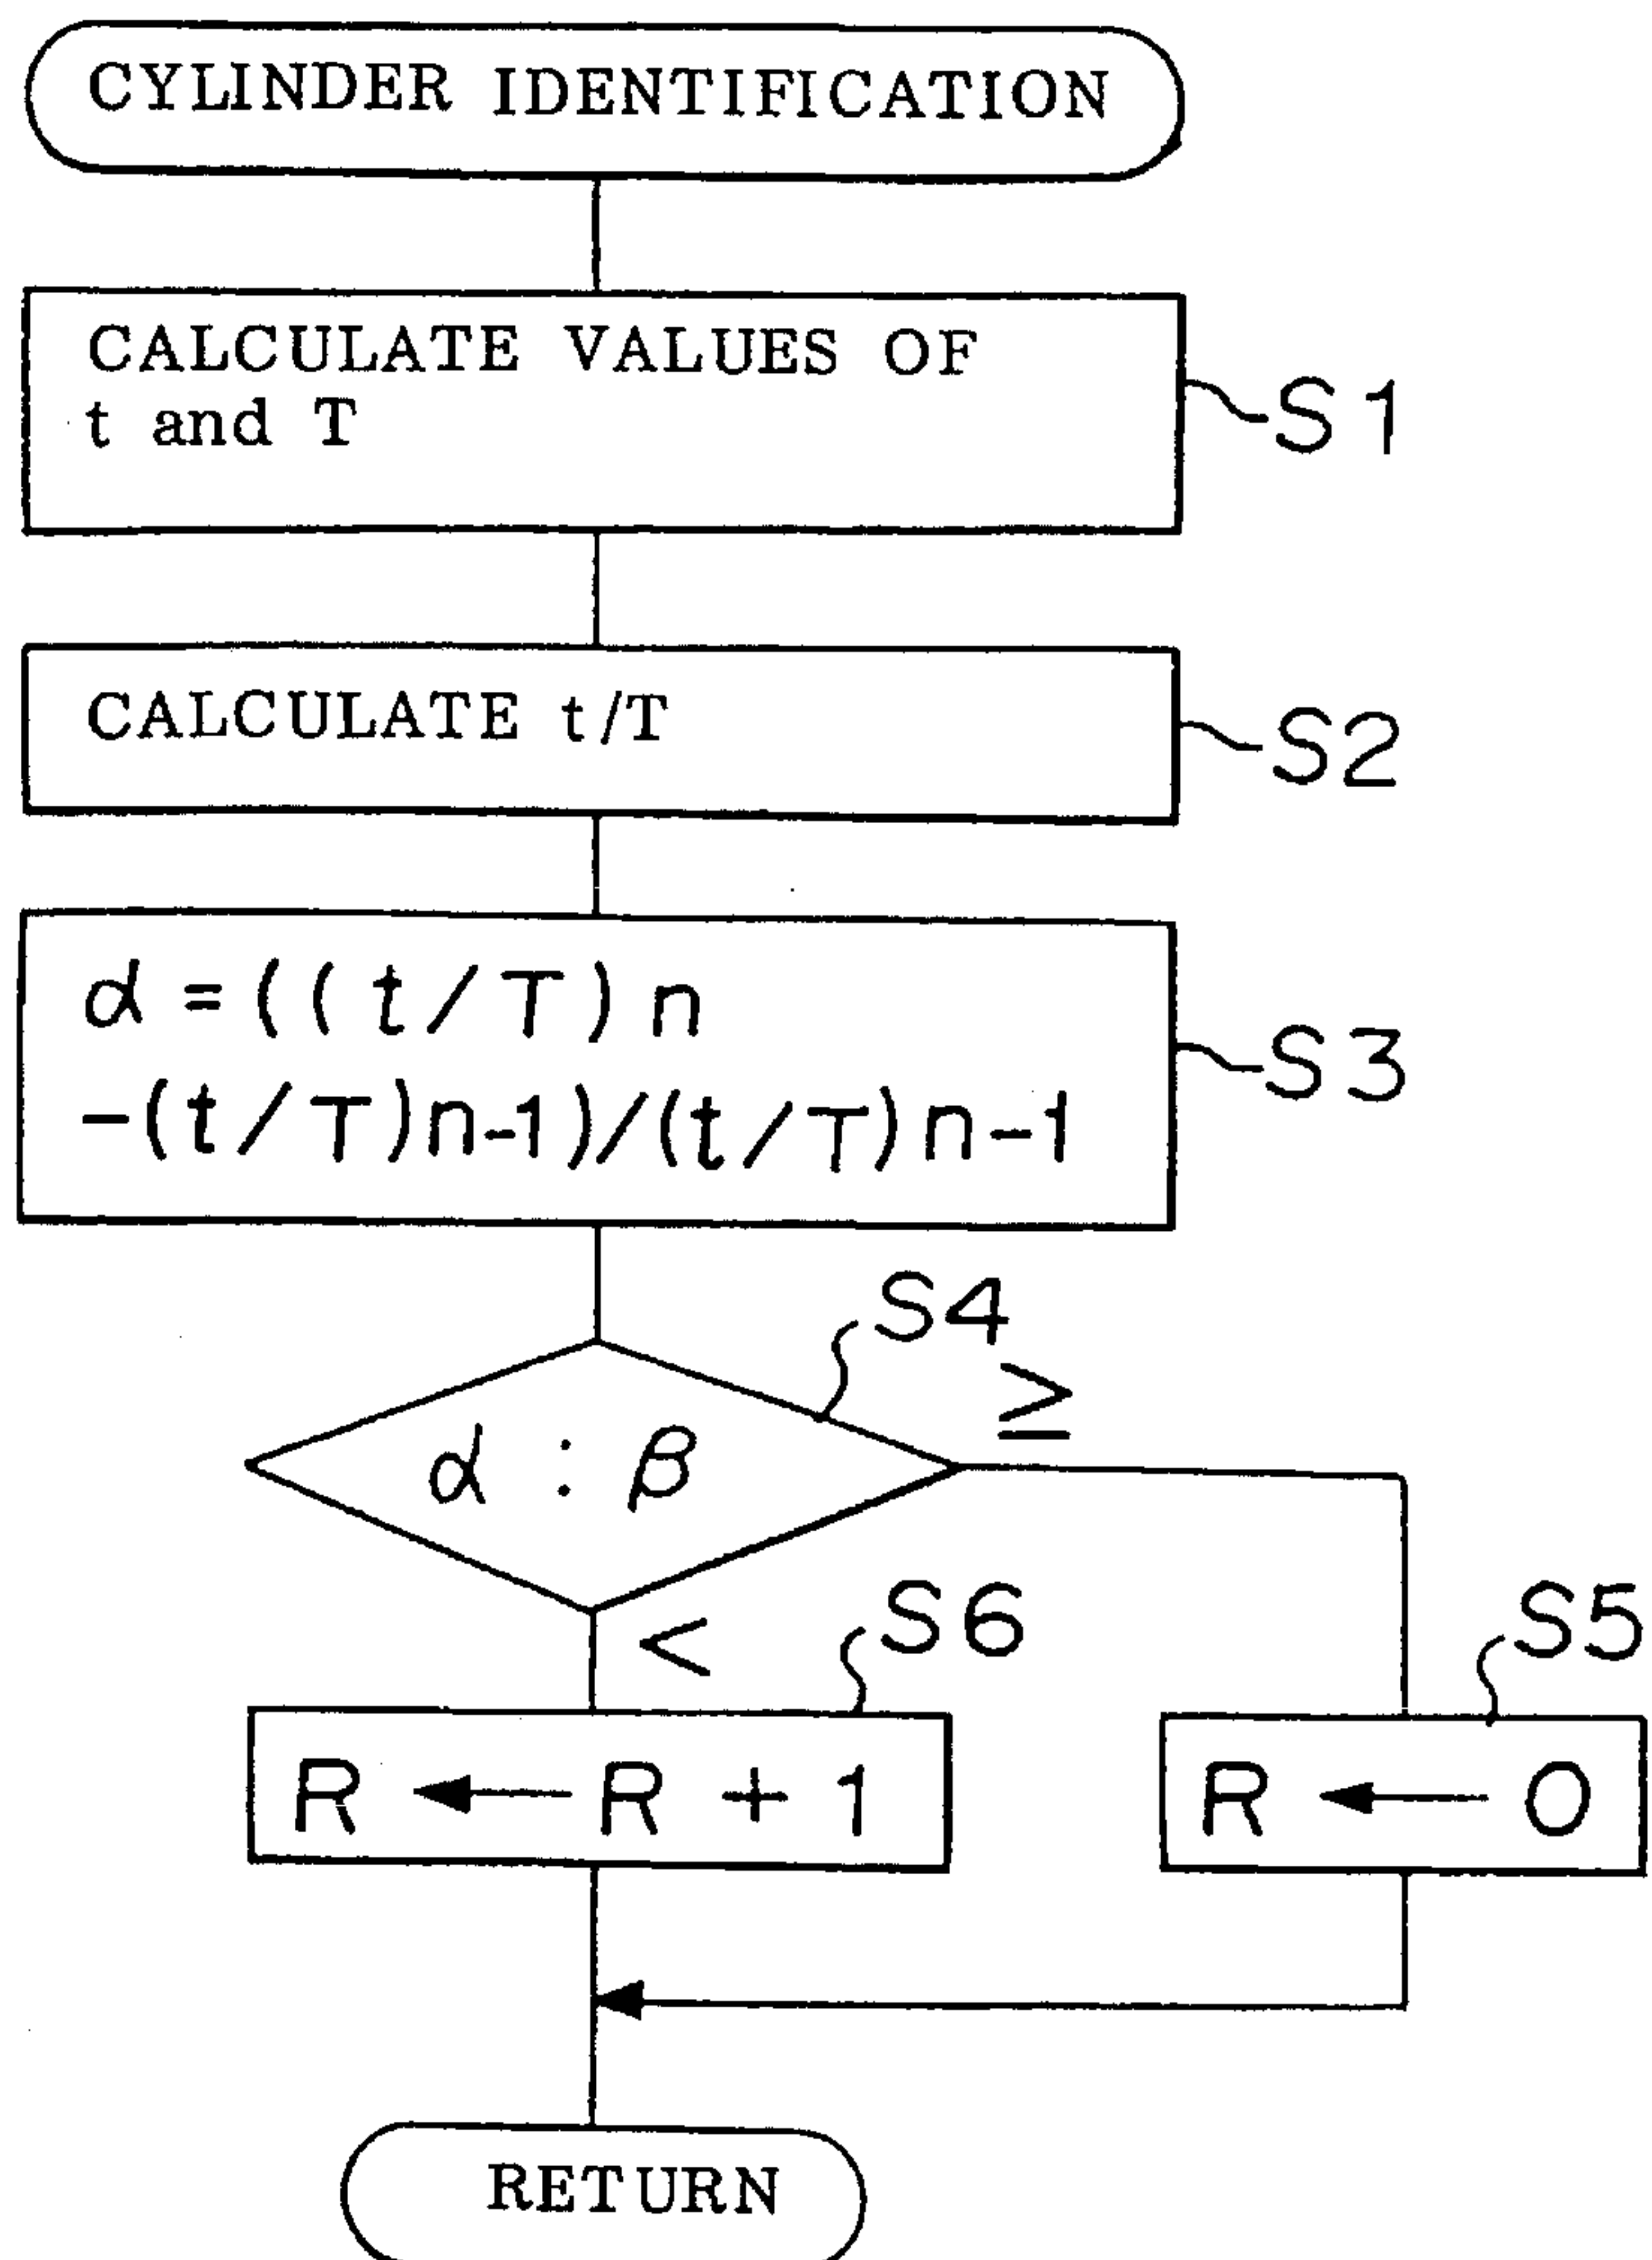 CYLINDER IDENTIFICATION
CALCULATE VALUES OF
t and T
S1
CALCULATE t/T
S2
α = ( ( t / T ) n
-(t / T)n-1)/(t/T)n-1
S3
S4
≥
α : β
<
S6
S5
R ← R + 1
R ← 0
RETURN